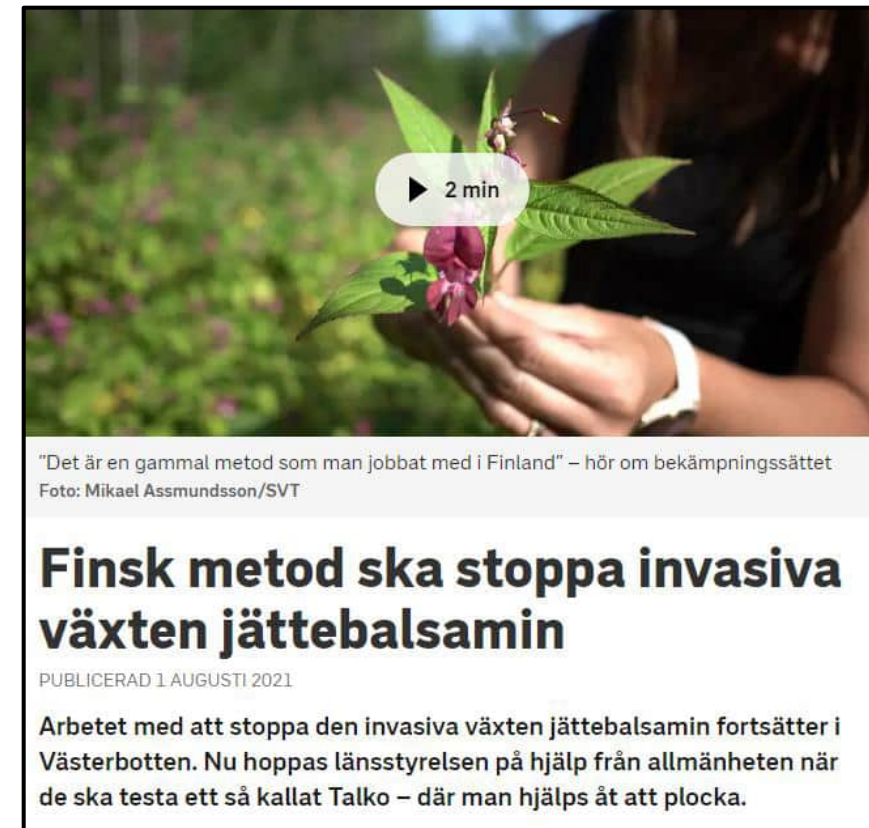 2 min
"Det är en gammal metod som man jobbat med i Finland" – hör om bekämpningssättet
Foto: Mikael Assmundsson/SVT
Finsk metod ska stoppa invasiva
växten jättebalsamin
PUBLICERAD 1 AUGUSTI 2021
Arbetet med att stoppa den invasiva växten jättebalsamin fortsätter i
Västerbotten. Nu hoppas länsstyrelsen på hjälp från allmänheten när
de ska testa ett så kallat Talko – där man hjälps åt att plocka.